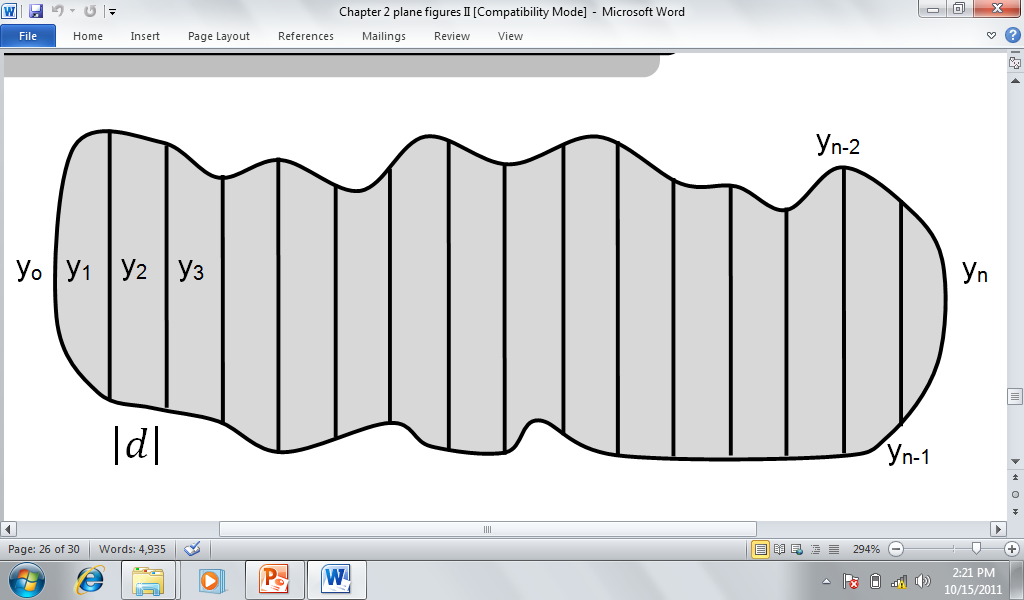 Chapter 2 plane figures II [Compatibility Mode] - Microsoft Word
File Home Insert Page Layout References Mailings Review View
yn-2
yo y1 y2 y3 yn
|d|
yn-1
Page: 26 of 30 Words: 4,935 294%
2:21 PM
10/15/2011